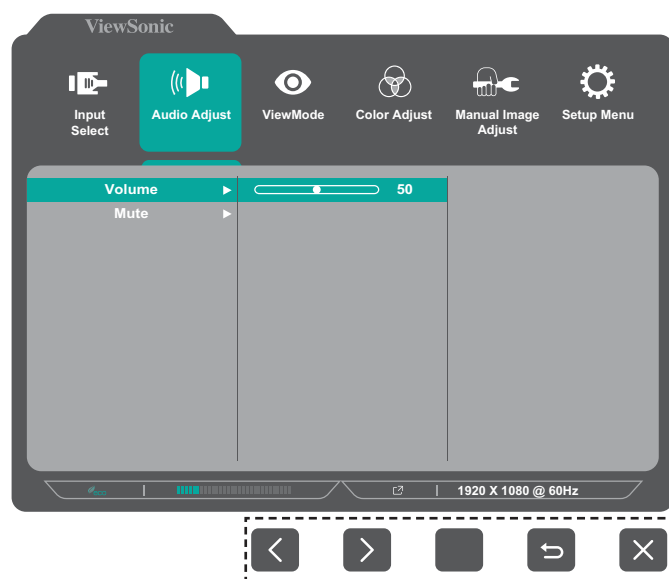 ViewSonic
Input
Select
Audio Adjust
ViewMode
Color Adjust
Manual Image
Adjust
Setup Menu
Volume
50
Mute
eco
1920 X 1080 @ 60Hz